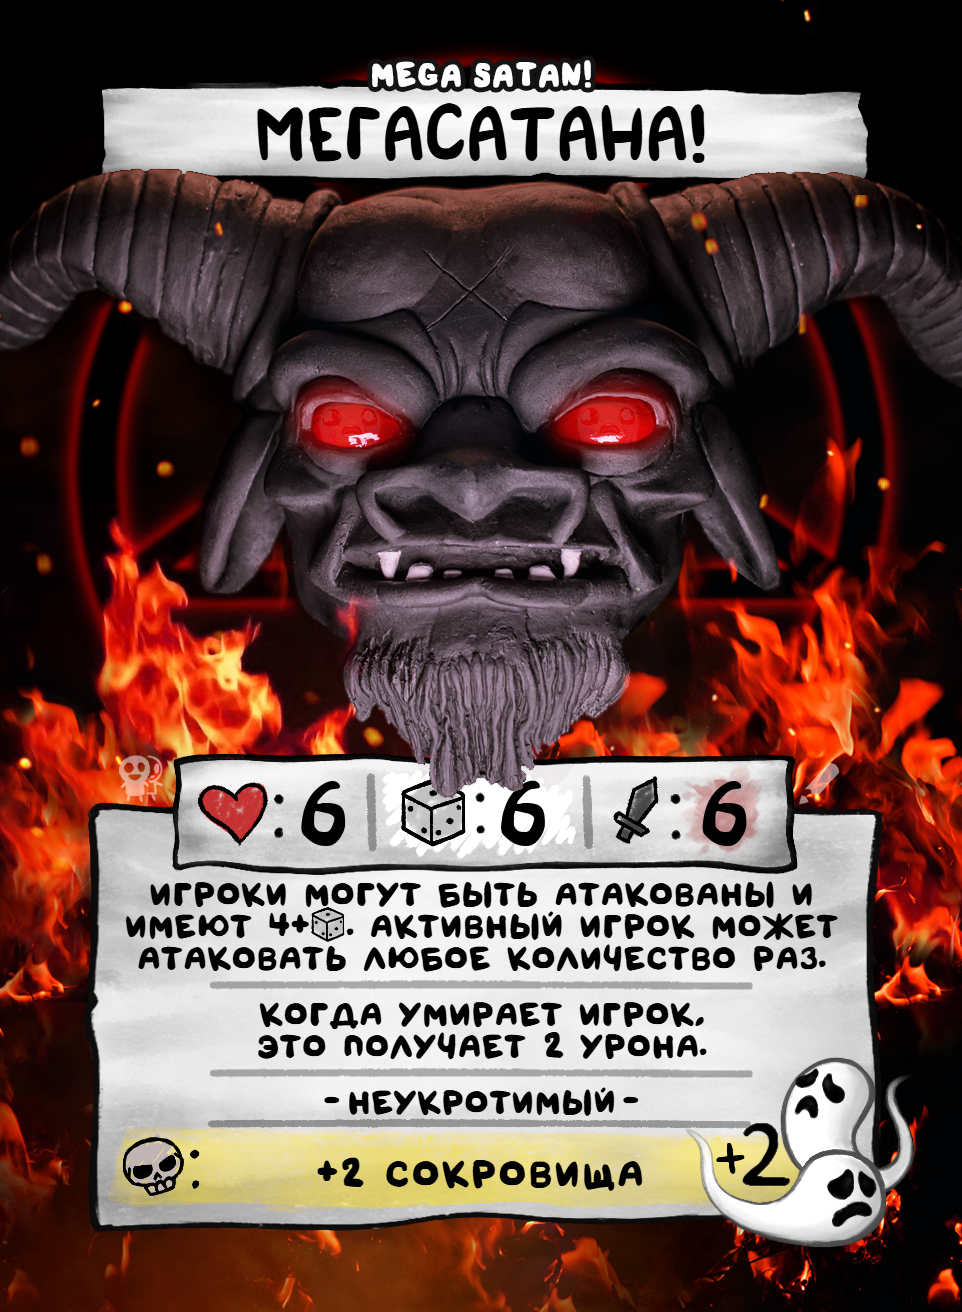 MEGA SATAN!
МЕГАСАТАНА!
: 6 : 6 : 6
ИГРОКИ МОГУТ БЫТЬ АТАКОВАНЫ И
ИМЕЮТ 4+. АКТИВНЫЙ ИГРОК МОЖЕТ
АТАКОВАТЬ ЛЮБОЕ КОЛИЧЕСТВО РАЗ.
КОГДА УМИРАЕТ ИГРОК,
ЭТО ПОЛУЧАЕТ 2 УРОНА.
-НЕУКРОТИМЫЙ-
: +2 СОКРОВИЩА
+2